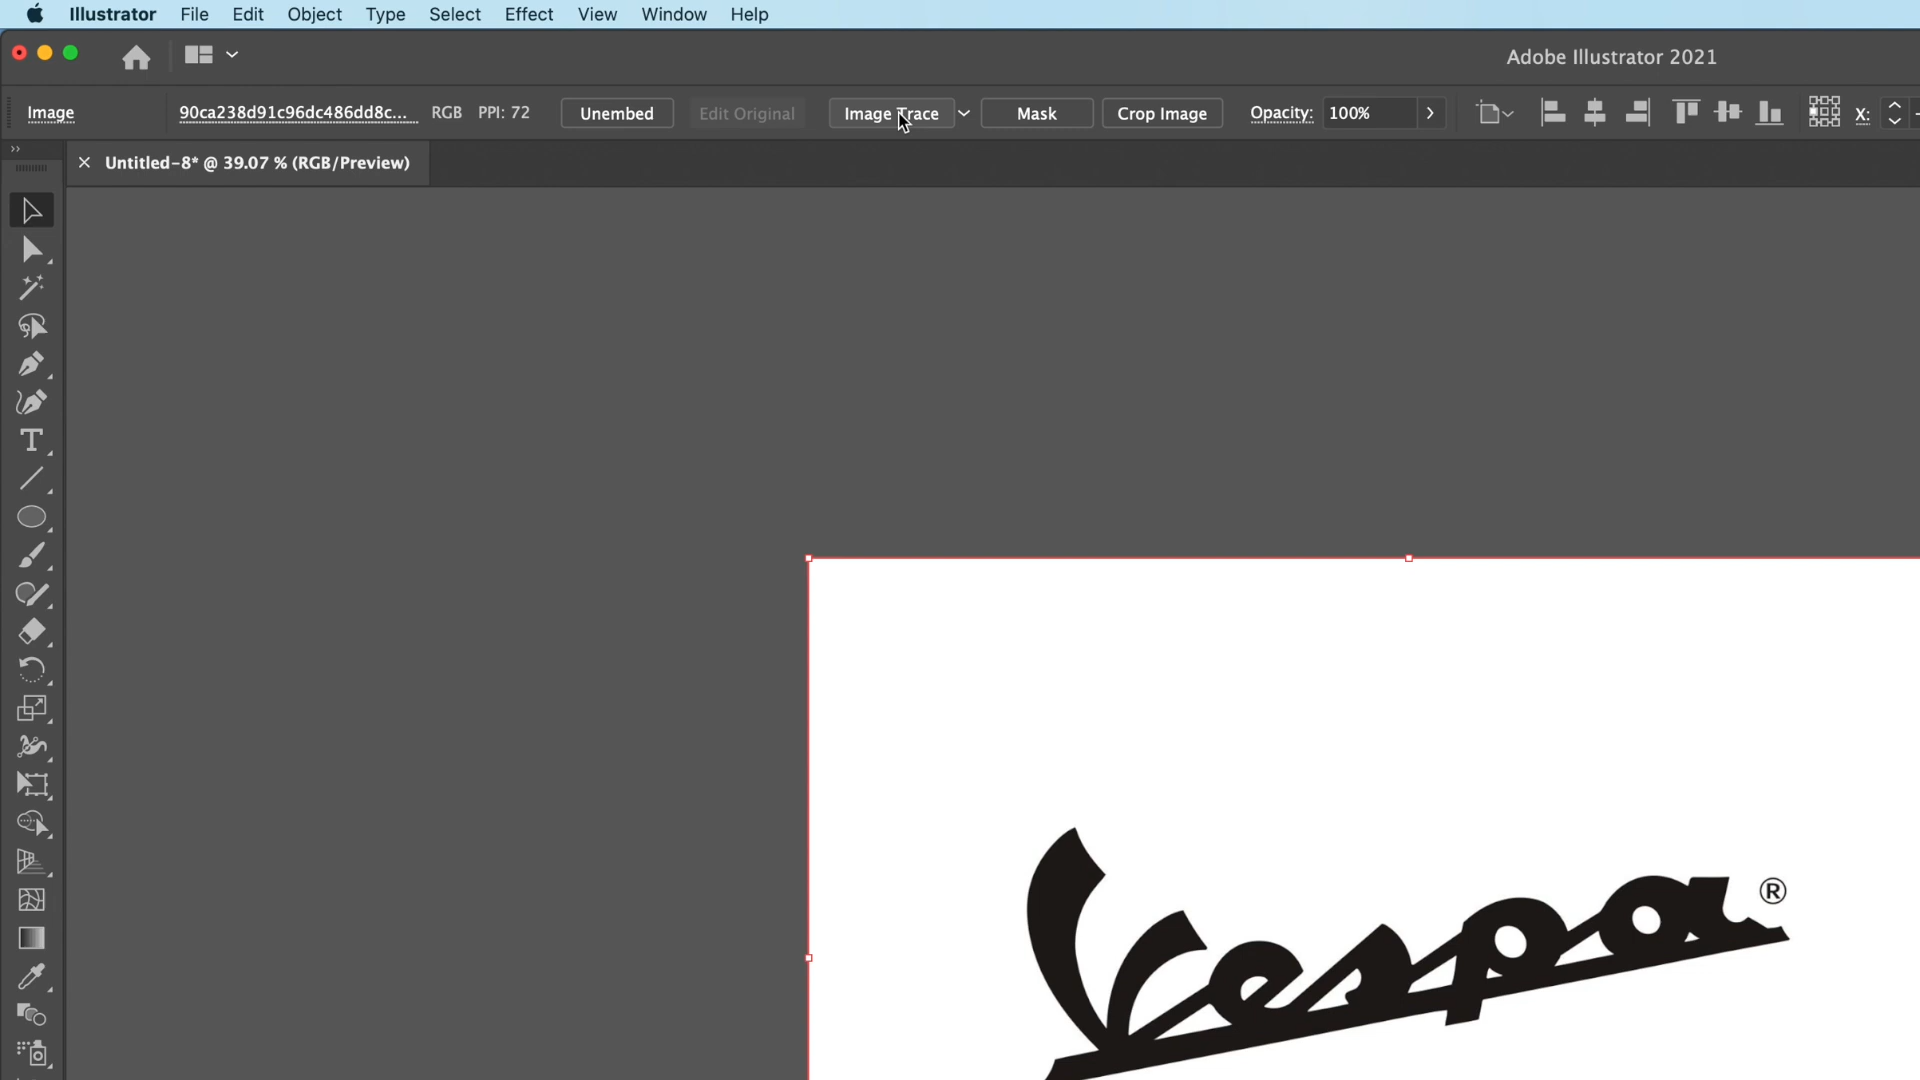 Illustrator File Edit Object Type Select Effect View Window Help
Adobe Illustrator 2021
Image 90ca238d91c96dc486dd8c... RGB PPI: 72 Unembed Edit Original Image Trace Mask Crop Image Opacity: 100% X:
Untitled-8* @ 39.07 % (RGB/Preview)
Vespa ®